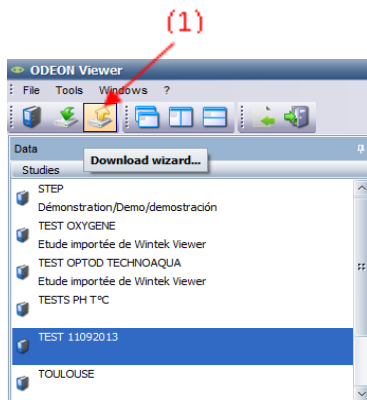 (1)
ODEON Viewer
File Tools Windows ?
Download wizard...
Data
Studies
STEP
Démonstration/Demo/demostración
TEST OXYGENE
Etude importée de Wintek Viewer
TEST OPTOD TECHNOAQUA
Etude importée de Wintek Viewer
TESTS PH T°C
TEST 11092013
TOULOUSE